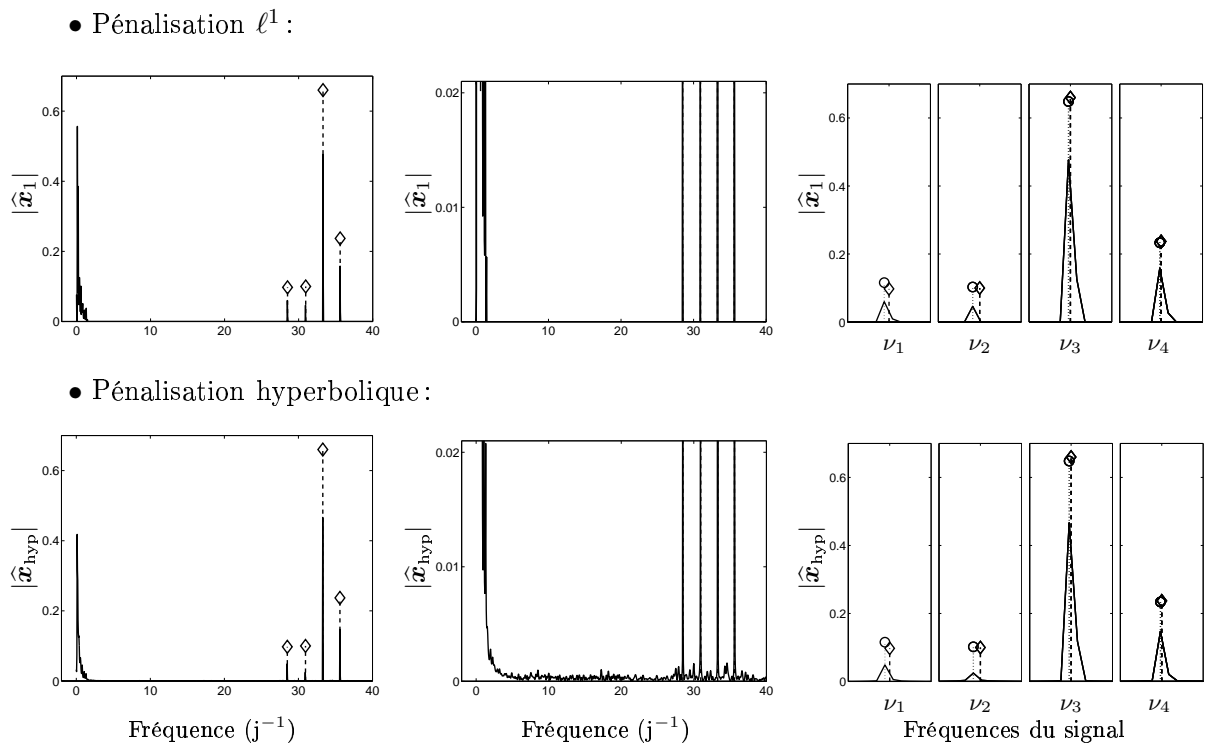 • Pénalisation ℓ¹ :
|x̂₁|
0.6
0.4
0.2
0
0 10 20 30 40
|x̂₁|
0.02
0.01
0
0 10 20 30 40
|x̂₁|
0.6
0.4
0.2
0
ν₁ ν₂ ν₃ ν₄
• Pénalisation hyperbolique :
|x̂hyp|
0.6
0.4
0.2
0
0 10 20 30 40
Fréquence (j⁻¹)
|x̂hyp|
0.02
0.01
0
0 10 20 30 40
Fréquence (j⁻¹)
|x̂hyp|
0.6
0.4
0.2
0
ν₁ ν₂ ν₃ ν₄
Fréquences du signal